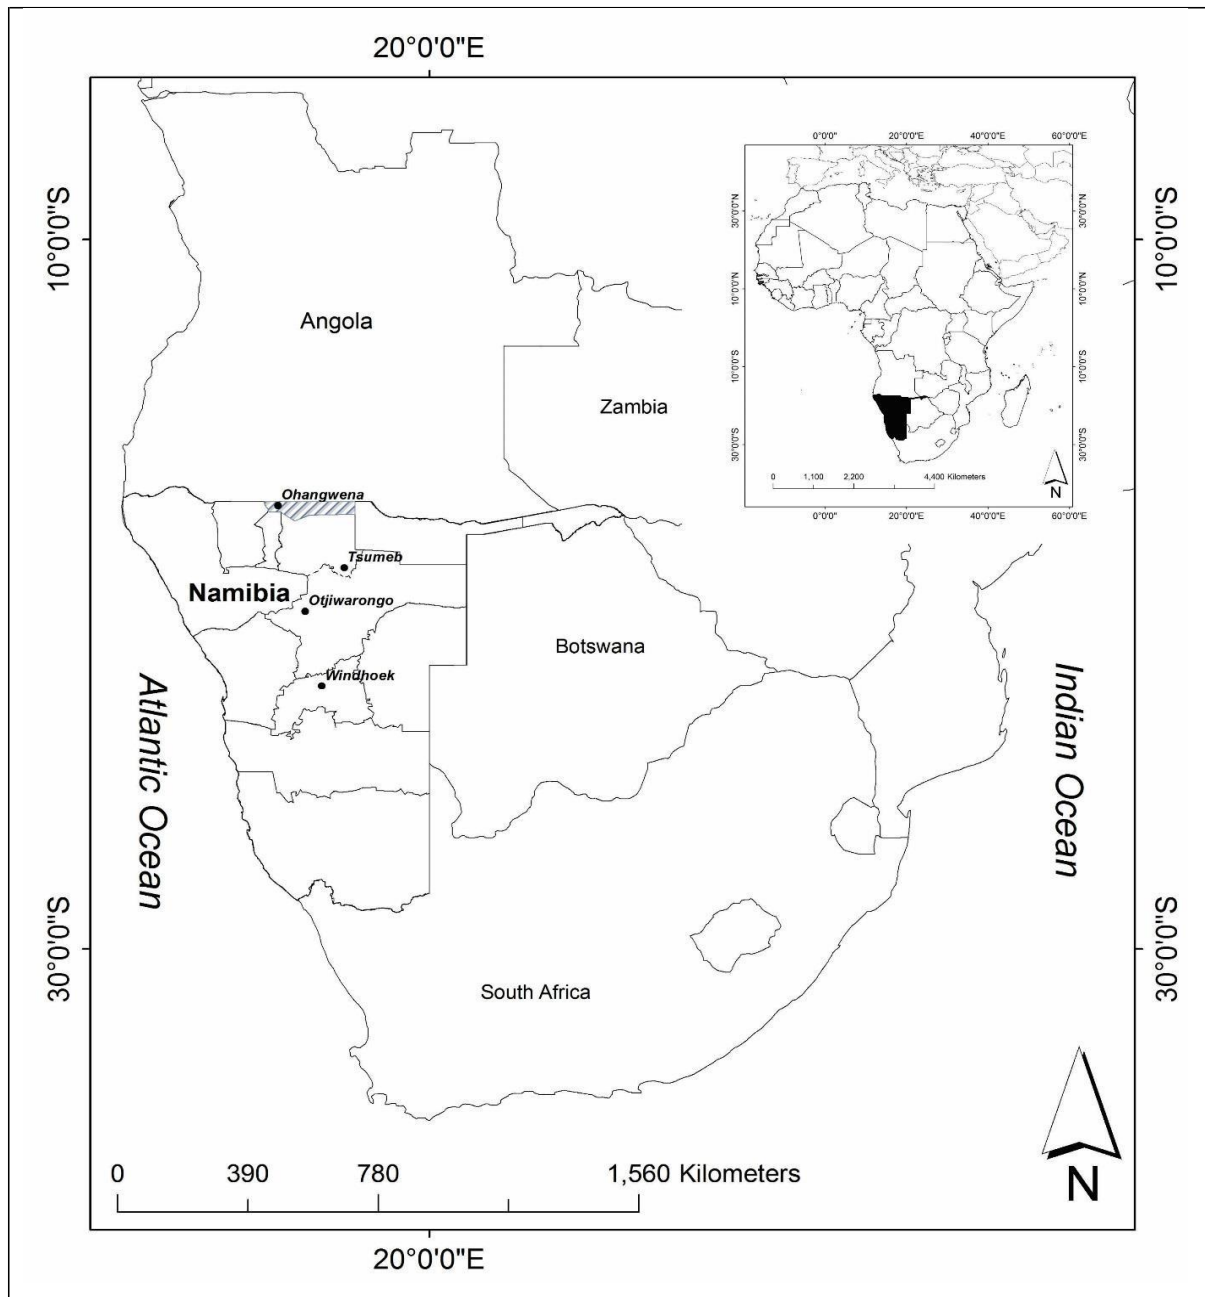 20°0'0"E
0°0'0" 20°0'0"E 40°0'0"E 60°0'0"E
30°0'0"N 30°0'0"N
10°0'0"S 10°0'0"S
10°0'0"N 10°0'0"N
Angola
10°0'0"S 10°0'0"S
Zambia
30°0'0"S 30°0'0"S
0 1,100 2,200 4,400 Kilometers
N
0°0'0" 20°0'0"E 40°0'0"E 60°0'0"E
Ohangwena
Tsumeb
Namibia
Otjiwarongo
Botswana
Windhoek
Atlantic Ocean
Indian Ocean
30°0'0"S 30°0'0"S
South Africa
0 390 780 1,560 Kilometers
N
20°0'0"E